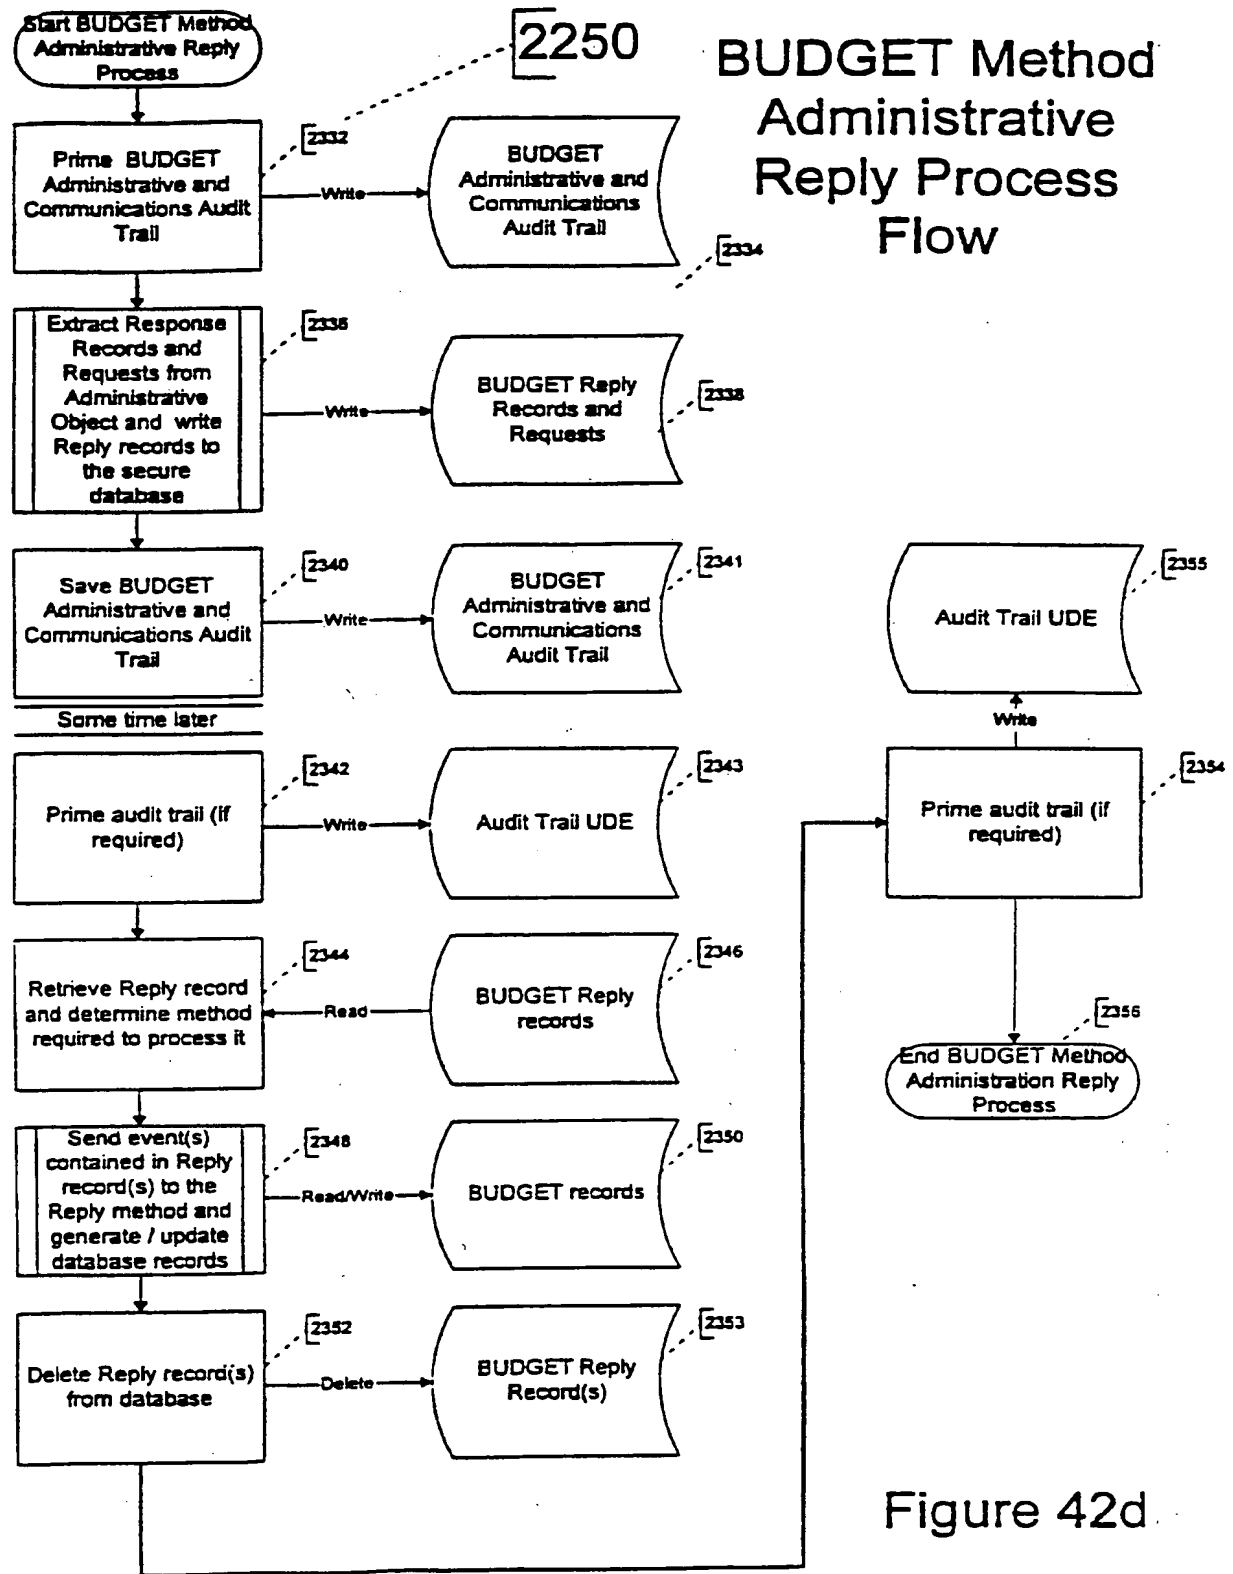 Start BUDGET Method
Administrative Reply
Process
2250
BUDGET Method
Administrative
Reply Process
Flow
Prime BUDGET
Administrative and
Communications Audit
Trail
2332
Write
BUDGET
Administrative and
Communications
Audit Trail
2334
Extract Response
Records and
Requests from
Administrative
Object and write
Reply records to
the secure
database
2336
Write
BUDGET Reply
Records and
Requests
2338
Save BUDGET
Administrative and
Communications Audit
Trail
2340
Write
BUDGET
Administrative and
Communications
Audit Trail
2341
Audit Trail UDE
2355
Write
Some time later
Prime audit trail (if
required)
2342
Write
Audit Trail UDE
2343
Prime audit trail (if
required)
2354
Retrieve Reply record
and determine method
required to process it
2344
Read
BUDGET Reply
records
2346
2356
End BUDGET Method
Administration Reply
Process
Send event(s)
contained in Reply
record(s) to the
Reply method and
generate / update
database records
2348
Read/Write
BUDGET records
2350
Delete Reply record(s)
from database
2352
Delete
BUDGET Reply
Record(s)
2353
Figure 42d